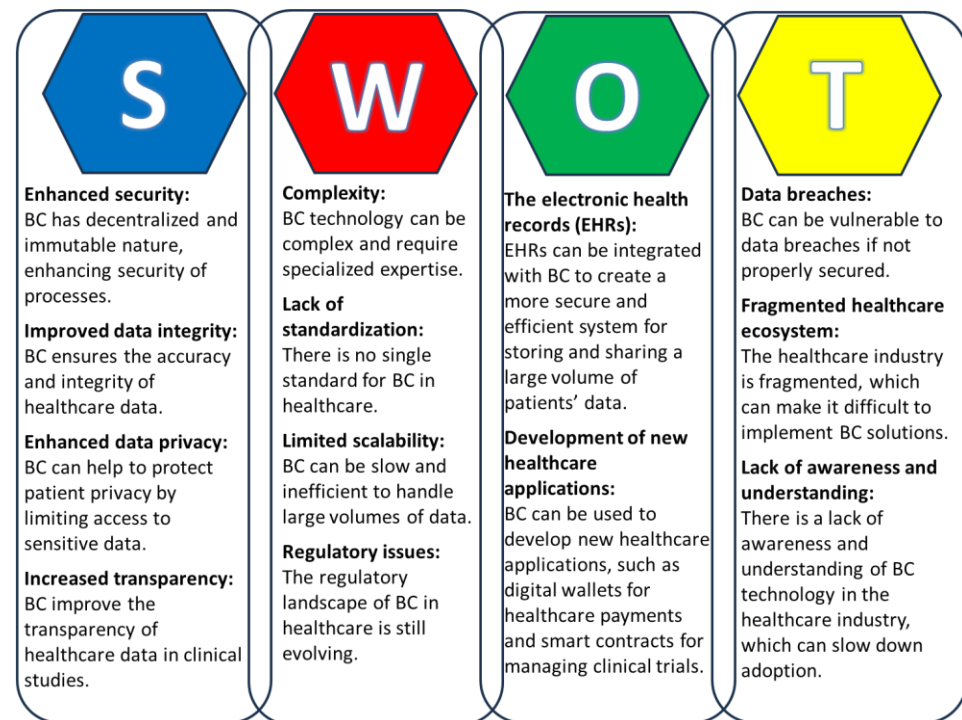 S
Enhanced security:
BC has decentralized and
immutable nature,
enhancing security of
processes.
Improved data integrity:
BC ensures the accuracy
and integrity of
healthcare data.
Enhanced data privacy:
BC can help to protect
patient privacy by
limiting access to
sensitive data.
Increased transparency:
BC improve the
transparency of
healthcare data in clinical
studies.
W
Complexity:
BC technology can be
complex and require
specialized expertise.
Lack of
standardization:
There is no single
standard for BC in
healthcare.
Limited scalability:
BC can be slow and
inefficient to handle
large volumes of data.
Regulatory issues:
The regulatory
landscape of BC in
healthcare is still
evolving.
O
The electronic health
records (EHRs):
EHRs can be integrated
with BC to create a
more secure and
efficient system for
storing and sharing a
large volume of
patients’ data.
Development of new
healthcare
applications:
BC can be used to
develop new healthcare
applications, such as
digital wallets for
healthcare payments
and smart contracts for
managing clinical trials.
T
Data breaches:
BC can be vulnerable to
data breaches if not
properly secured.
Fragmented healthcare
ecosystem:
The healthcare industry
is fragmented, which
can make it difficult to
implement BC solutions.
Lack of awareness and
understanding:
There is a lack of
awareness and
understanding of BC
technology in the
healthcare industry,
which can slow down
adoption.